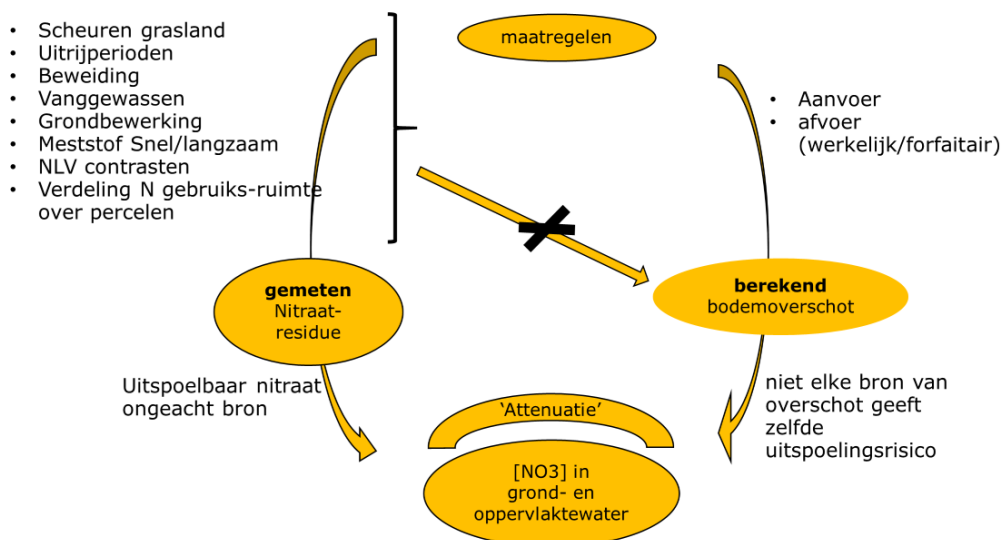 • Scheuren grasland
• Uitrijperioden
• Beweiding
• Vanggewassen
• Grondbewerking
• Meststof Snel/langzaam
• NLV contrasten
• Verdeling N gebruiks-ruimte
over percelen
maatregelen
• Aanvoer
• afvoer
(werkelijk/forfaitair)
gemeten
Nitraat-
residue
berekend
bodemoverschot
Uitspoelbaar nitraat
ongeacht bron
niet elke bron van
overschot geeft
zelfde
uitspoelingsrisico
‘Attenuatie’
[NO3] in
grond- en
oppervlaktewater